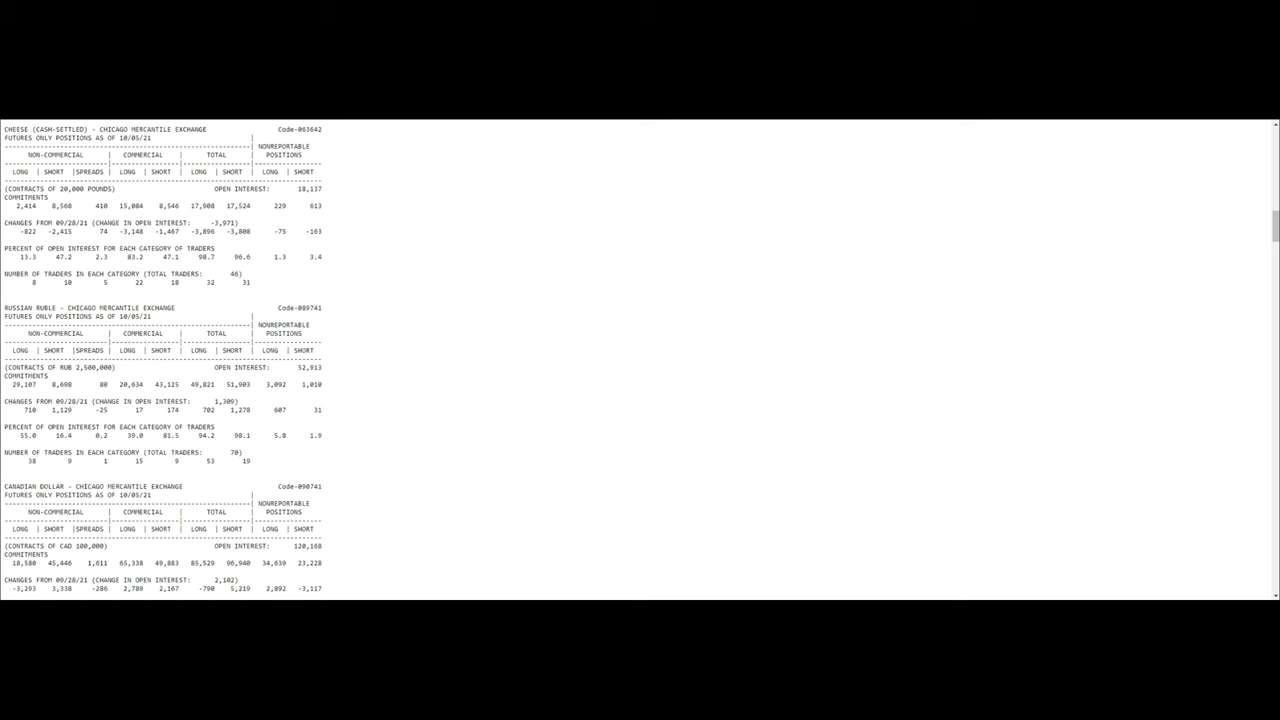 CHEESE (CASH-SETTLED) - CHICAGO MERCANTILE EXCHANGE Code-063642
FUTURES ONLY POSITIONS AS OF 10/05/21 |
--------------------------------------------------------------| NONREPORTABLE
NON-COMMERCIAL | COMMERCIAL | TOTAL | POSITIONS
--------------------------|-----------------|-----------------|-----------------
LONG | SHORT |SPREADS| LONG | SHORT | LONG | SHORT | LONG | SHORT
--------------------------------------------------------------------------------
(CONTRACTS OF 20,000 POUNDS) OPEN INTEREST: 18,137
COMMITMENTS
2,414 8,568 410 15,084 8,546 17,908 17,524 229 613
CHANGES FROM 09/28/21 (CHANGE IN OPEN INTEREST: -3,971)
-822 -2,415 74 -3,148 -1,467 -3,896 -3,808 -75 -163
PERCENT OF OPEN INTEREST FOR EACH CATEGORY OF TRADERS
13.3 47.2 2.3 83.2 47.1 98.7 96.6 1.3 3.4
NUMBER OF TRADERS IN EACH CATEGORY (TOTAL TRADERS: 46)
8 10 5 22 18 32 31
RUSSIAN RUBLE - CHICAGO MERCANTILE EXCHANGE Code-089741
FUTURES ONLY POSITIONS AS OF 10/05/21 |
--------------------------------------------------------------| NONREPORTABLE
NON-COMMERCIAL | COMMERCIAL | TOTAL | POSITIONS
--------------------------|-----------------|-----------------|-----------------
LONG | SHORT |SPREADS| LONG | SHORT | LONG | SHORT | LONG | SHORT
--------------------------------------------------------------------------------
(CONTRACTS OF RUB 2,500,000) OPEN INTEREST: 52,913
COMMITMENTS
29,107 8,698 80 20,634 43,125 49,821 51,903 3,092 1,010
CHANGES FROM 09/28/21 (CHANGE IN OPEN INTEREST: 1,309)
710 1,129 -25 17 174 702 1,278 607 31
PERCENT OF OPEN INTEREST FOR EACH CATEGORY OF TRADERS
55.0 16.4 0.2 39.0 81.5 94.2 98.1 5.8 1.9
NUMBER OF TRADERS IN EACH CATEGORY (TOTAL TRADERS: 70)
38 9 1 15 9 53 19
CANADIAN DOLLAR - CHICAGO MERCANTILE EXCHANGE Code-090741
FUTURES ONLY POSITIONS AS OF 10/05/21 |
--------------------------------------------------------------| NONREPORTABLE
NON-COMMERCIAL | COMMERCIAL | TOTAL | POSITIONS
--------------------------|-----------------|-----------------|-----------------
LONG | SHORT |SPREADS| LONG | SHORT | LONG | SHORT | LONG | SHORT
--------------------------------------------------------------------------------
(CONTRACTS OF CAD 100,000) OPEN INTEREST: 120,168
COMMITMENTS
18,580 45,446 1,611 65,338 49,883 85,529 96,940 34,639 23,228
CHANGES FROM 09/28/21 (CHANGE IN OPEN INTEREST: 2,102)
-3,293 3,338 -286 2,789 2,167 -790 5,219 2,892 -3,117